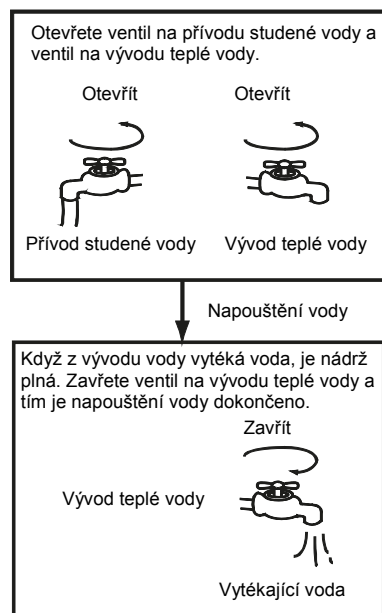 Otevřete ventil na přívodu studené vody a
ventil na vývodu teplé vody.
Otevřít
Otevřít
Přívod studené vody
Vývod teplé vody
Napouštění vody
Když z vývodu vody vytéká voda, je nádrž
plná. Zavřete ventil na vývodu teplé vody a
tím je napouštění vody dokončeno.
Zavřít
Vývod teplé vody
Vytékající voda